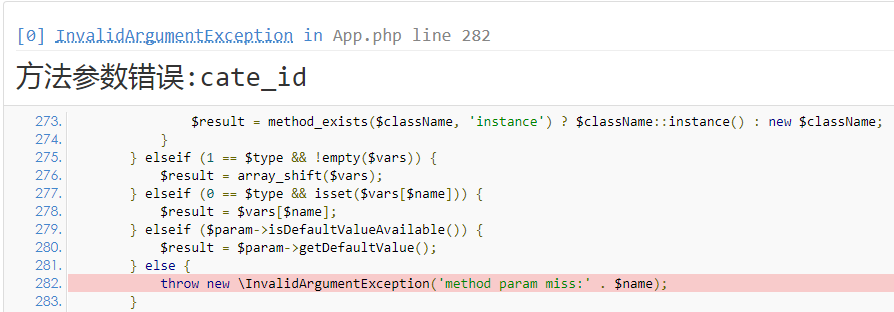 [0] InvalidArgumentException in App.php line 282
方法参数错误:cate_id
273. $result = method_exists($className, 'instance') ? $className::instance() : new $className;
274. }
275. } elseif (1 == $type && !empty($vars)) {
276. $result = array_shift($vars);
277. } elseif (0 == $type && isset($vars[$name])) {
278. $result = $vars[$name];
279. } elseif ($param->isDefaultValueAvailable()) {
280. $result = $param->getDefaultValue();
281. } else {
282. throw new \InvalidArgumentException('method param miss:' . $name);
283. }